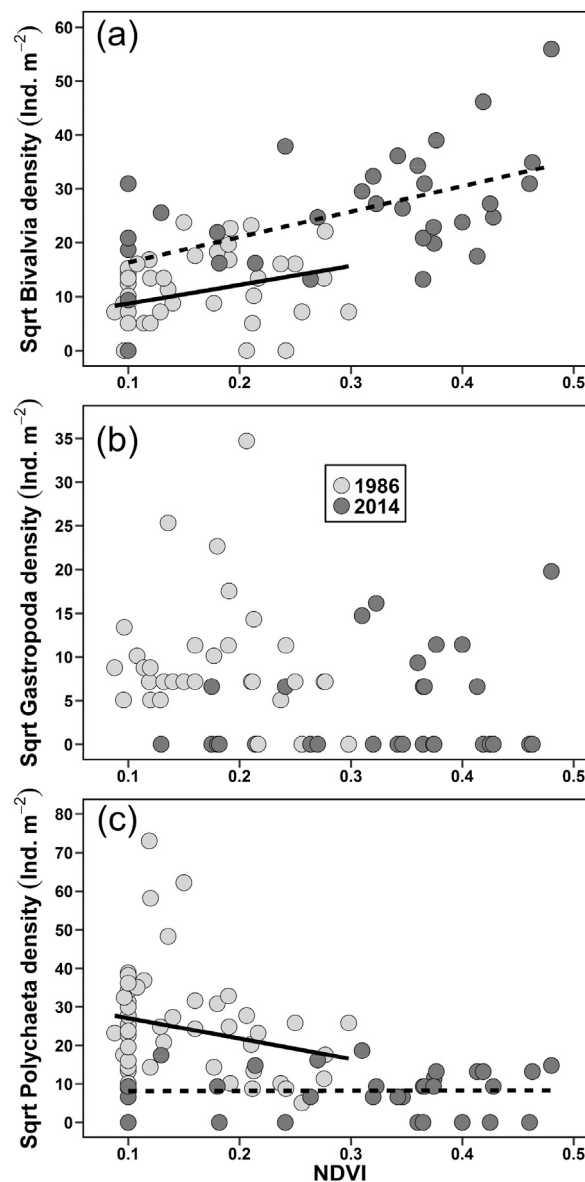 (a)
Sqrt Bivalvia density (Ind. m⁻²)
60
50
40
30
20
10
0
0.1 0.2 0.3 0.4 0.5
(b)
Sqrt Gastropoda density (Ind. m⁻²)
35
30
25
20
15
10
5
0
1986
2014
0.1 0.2 0.3 0.4 0.5
(c)
Sqrt Polychaeta density (Ind. m⁻²)
80
70
60
50
40
30
20
10
0
0.1 0.2 0.3 0.4 0.5
NDVI